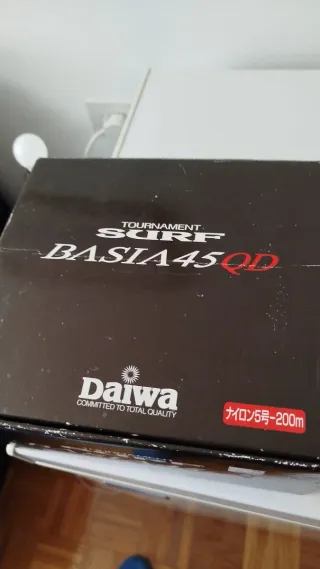 TOURNAMENT
SURF
BASIA45QD
Daiwa
COMMITTED TO TOTAL QUALITY
ナイロン5号-200m